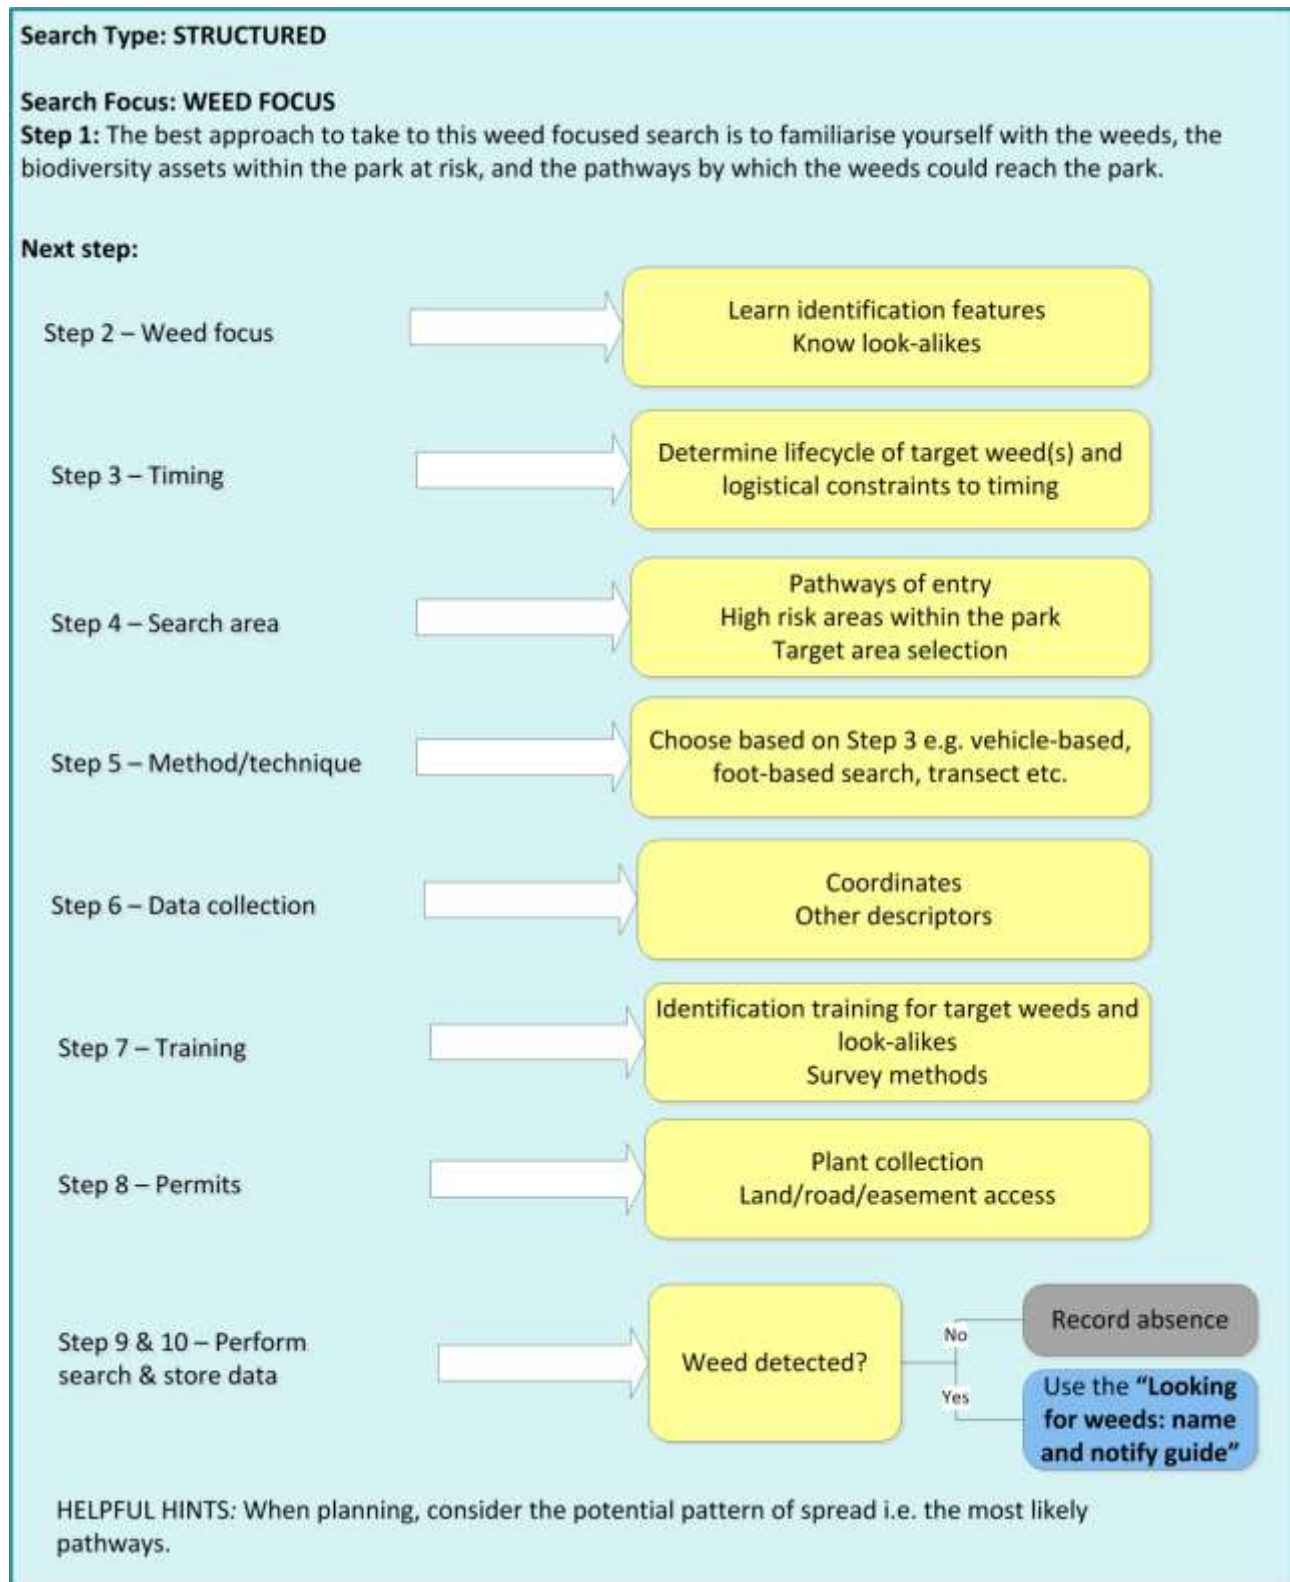 Search Type: STRUCTURED
Search Focus: WEED FOCUS
Step 1: The best approach to take to this weed focused search is to familiarise yourself with the weeds, the
biodiversity assets within the park at risk, and the pathways by which the weeds could reach the park.
Next step:
Step 2 – Weed focus
Learn identification features
Know look-alikes
Step 3 – Timing
Determine lifecycle of target weed(s) and
logistical constraints to timing
Step 4 – Search area
Pathways of entry
High risk areas within the park
Target area selection
Step 5 – Method/technique
Choose based on Step 3 e.g. vehicle-based,
foot-based search, transect etc.
Step 6 – Data collection
Coordinates
Other descriptors
Step 7 – Training
Identification training for target weeds and
look-alikes
Survey methods
Step 8 – Permits
Plant collection
Land/road/easement access
Step 9 & 10 – Perform
search & store data
Weed detected?
No
Record absence
Yes
Use the “Looking
for weeds: name
and notify guide”
HELPFUL HINTS: When planning, consider the potential pattern of spread i.e. the most likely
pathways.